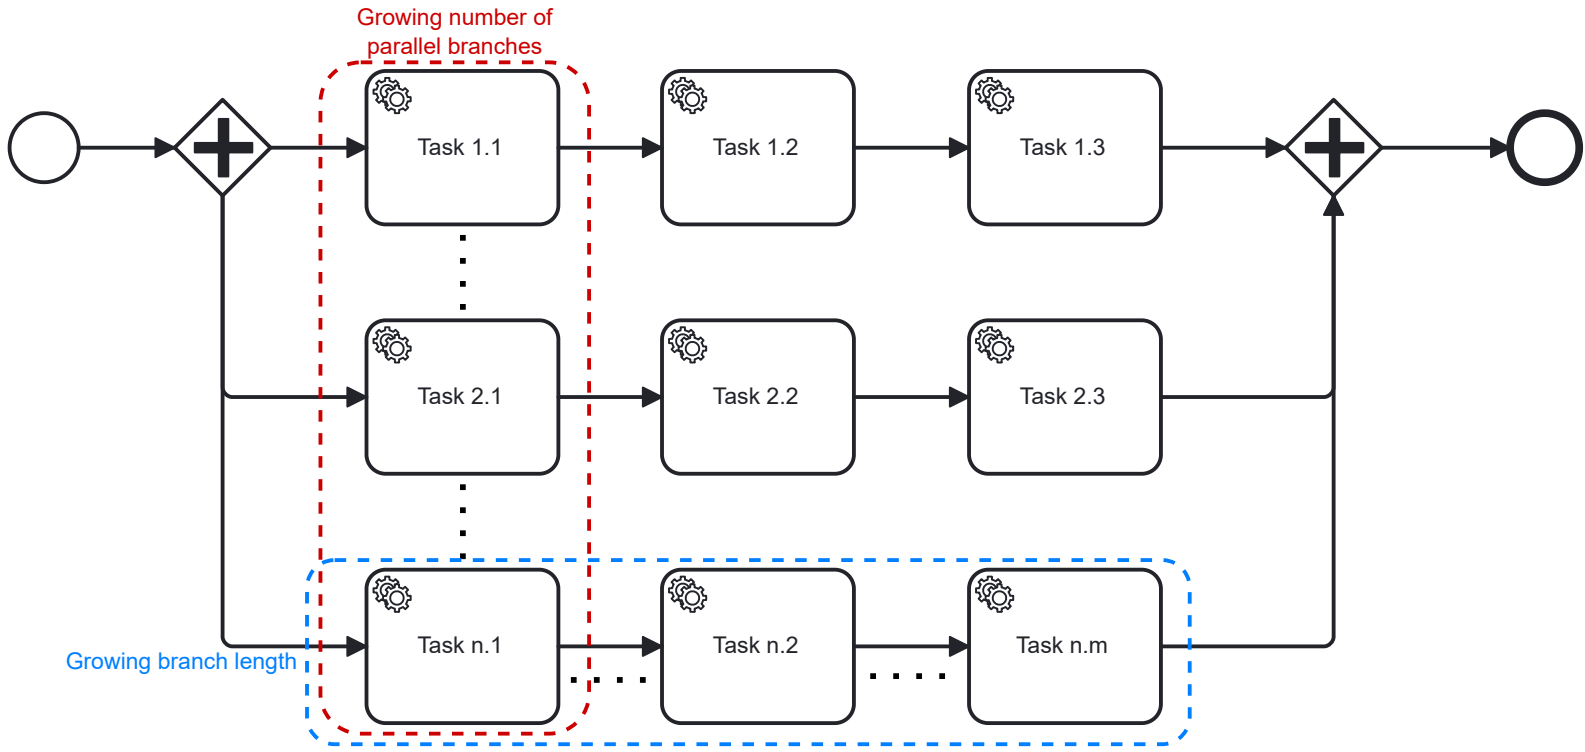 Growing number of
parallel branches
Task 1.1
Task 1.2
Task 1.3
Task 2.1
Task 2.2
Task 2.3
Task n.1
Task n.2
Task n.m
Growing branch length